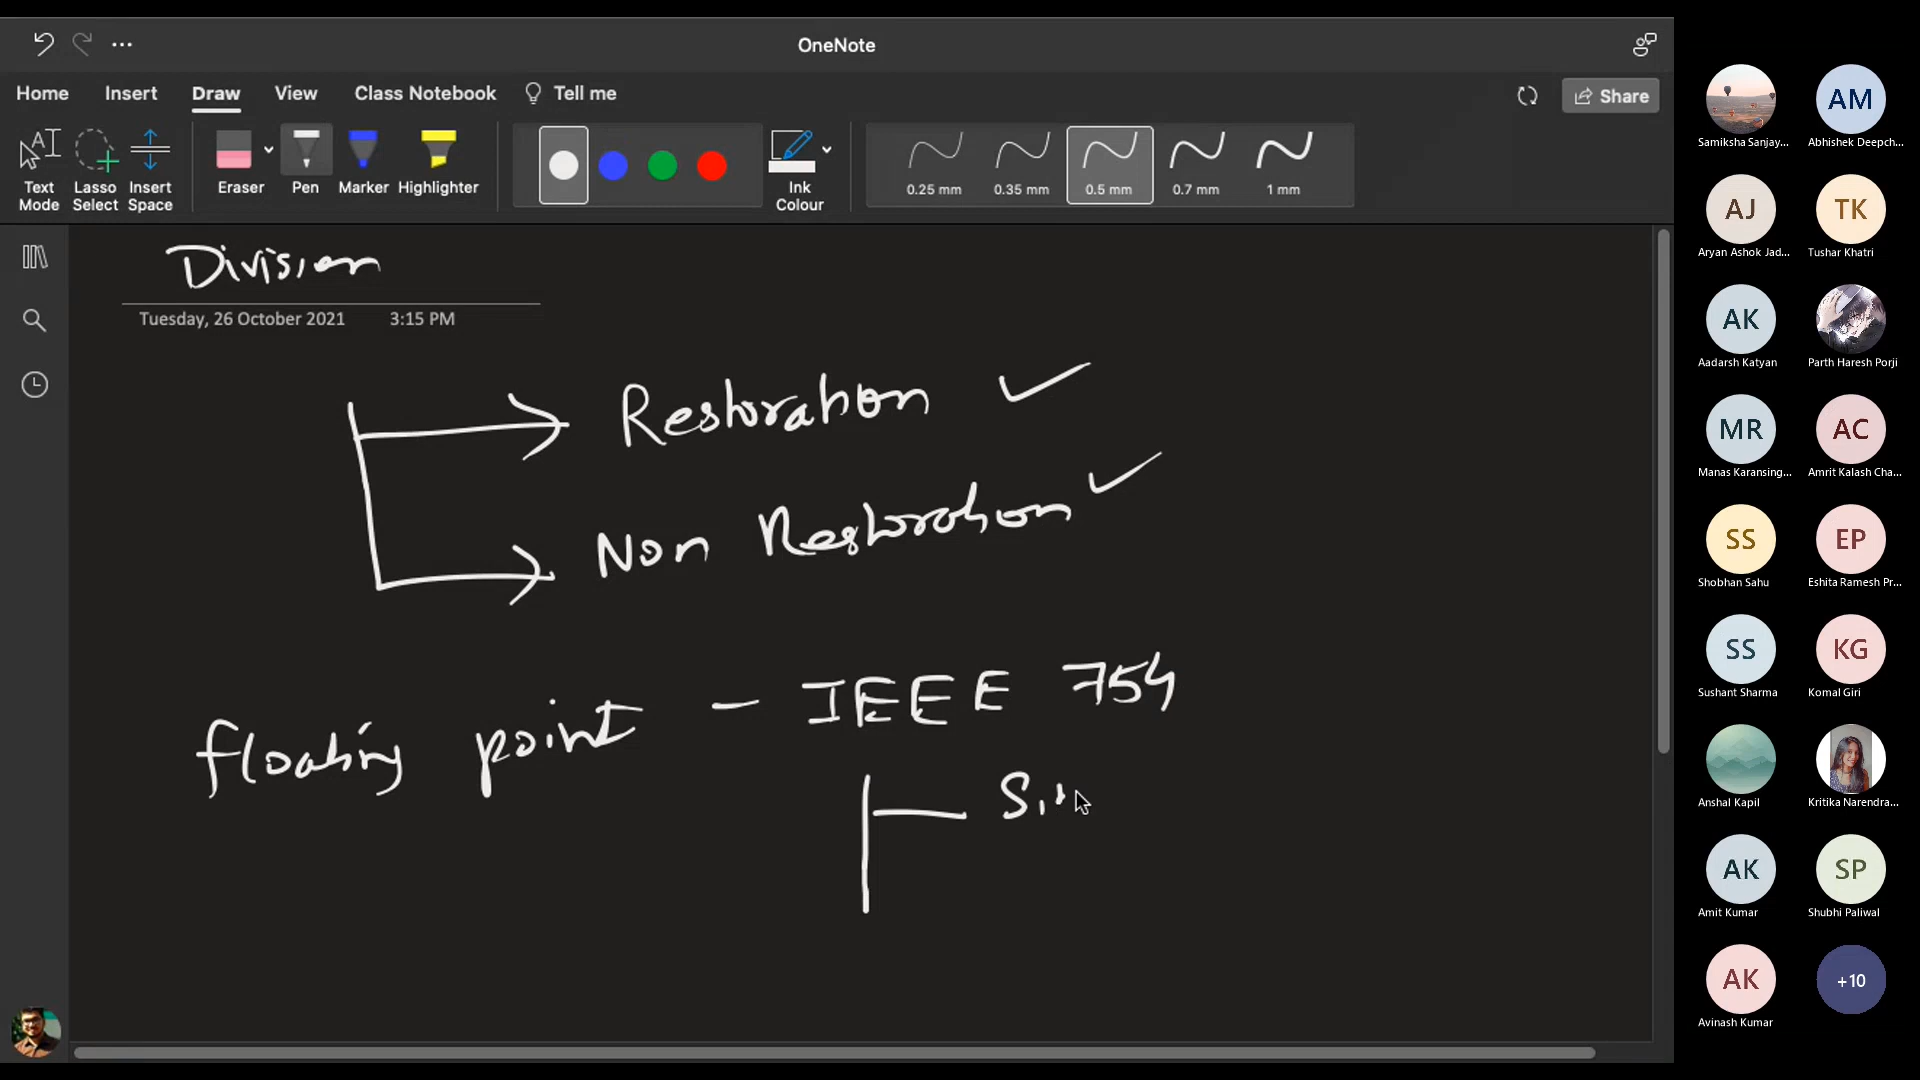 OneNote
Home Insert Draw View Class Notebook Tell me Share
Text Mode Lasso Select Insert Space Eraser Pen Marker Highlighter Ink Colour 0.25 mm 0.35 mm 0.5 mm 0.7 mm 1 mm
Division
Tuesday, 26 October 2021 3:15 PM
Restoration
Non Restoration
floating point - IEEE 754
Samiksha Sanjay...
AM
Abhishek Deepch...
AJ
Aryan Ashok Jad...
TK
Tushar Khatri
AK
Aadarsh Katyan
Parth Haresh Porji
MR
Manas Karansing...
AC
Amrit Kalash Cha...
SS
Shobhan Sahu
EP
Eshita Ramesh Pr...
SS
Sushant Sharma
KG
Komal Giri
Anshal Kapil
Kritika Narendra...
AK
Amit Kumar
SP
Shubhi Paliwal
AK
Avinash Kumar
+10